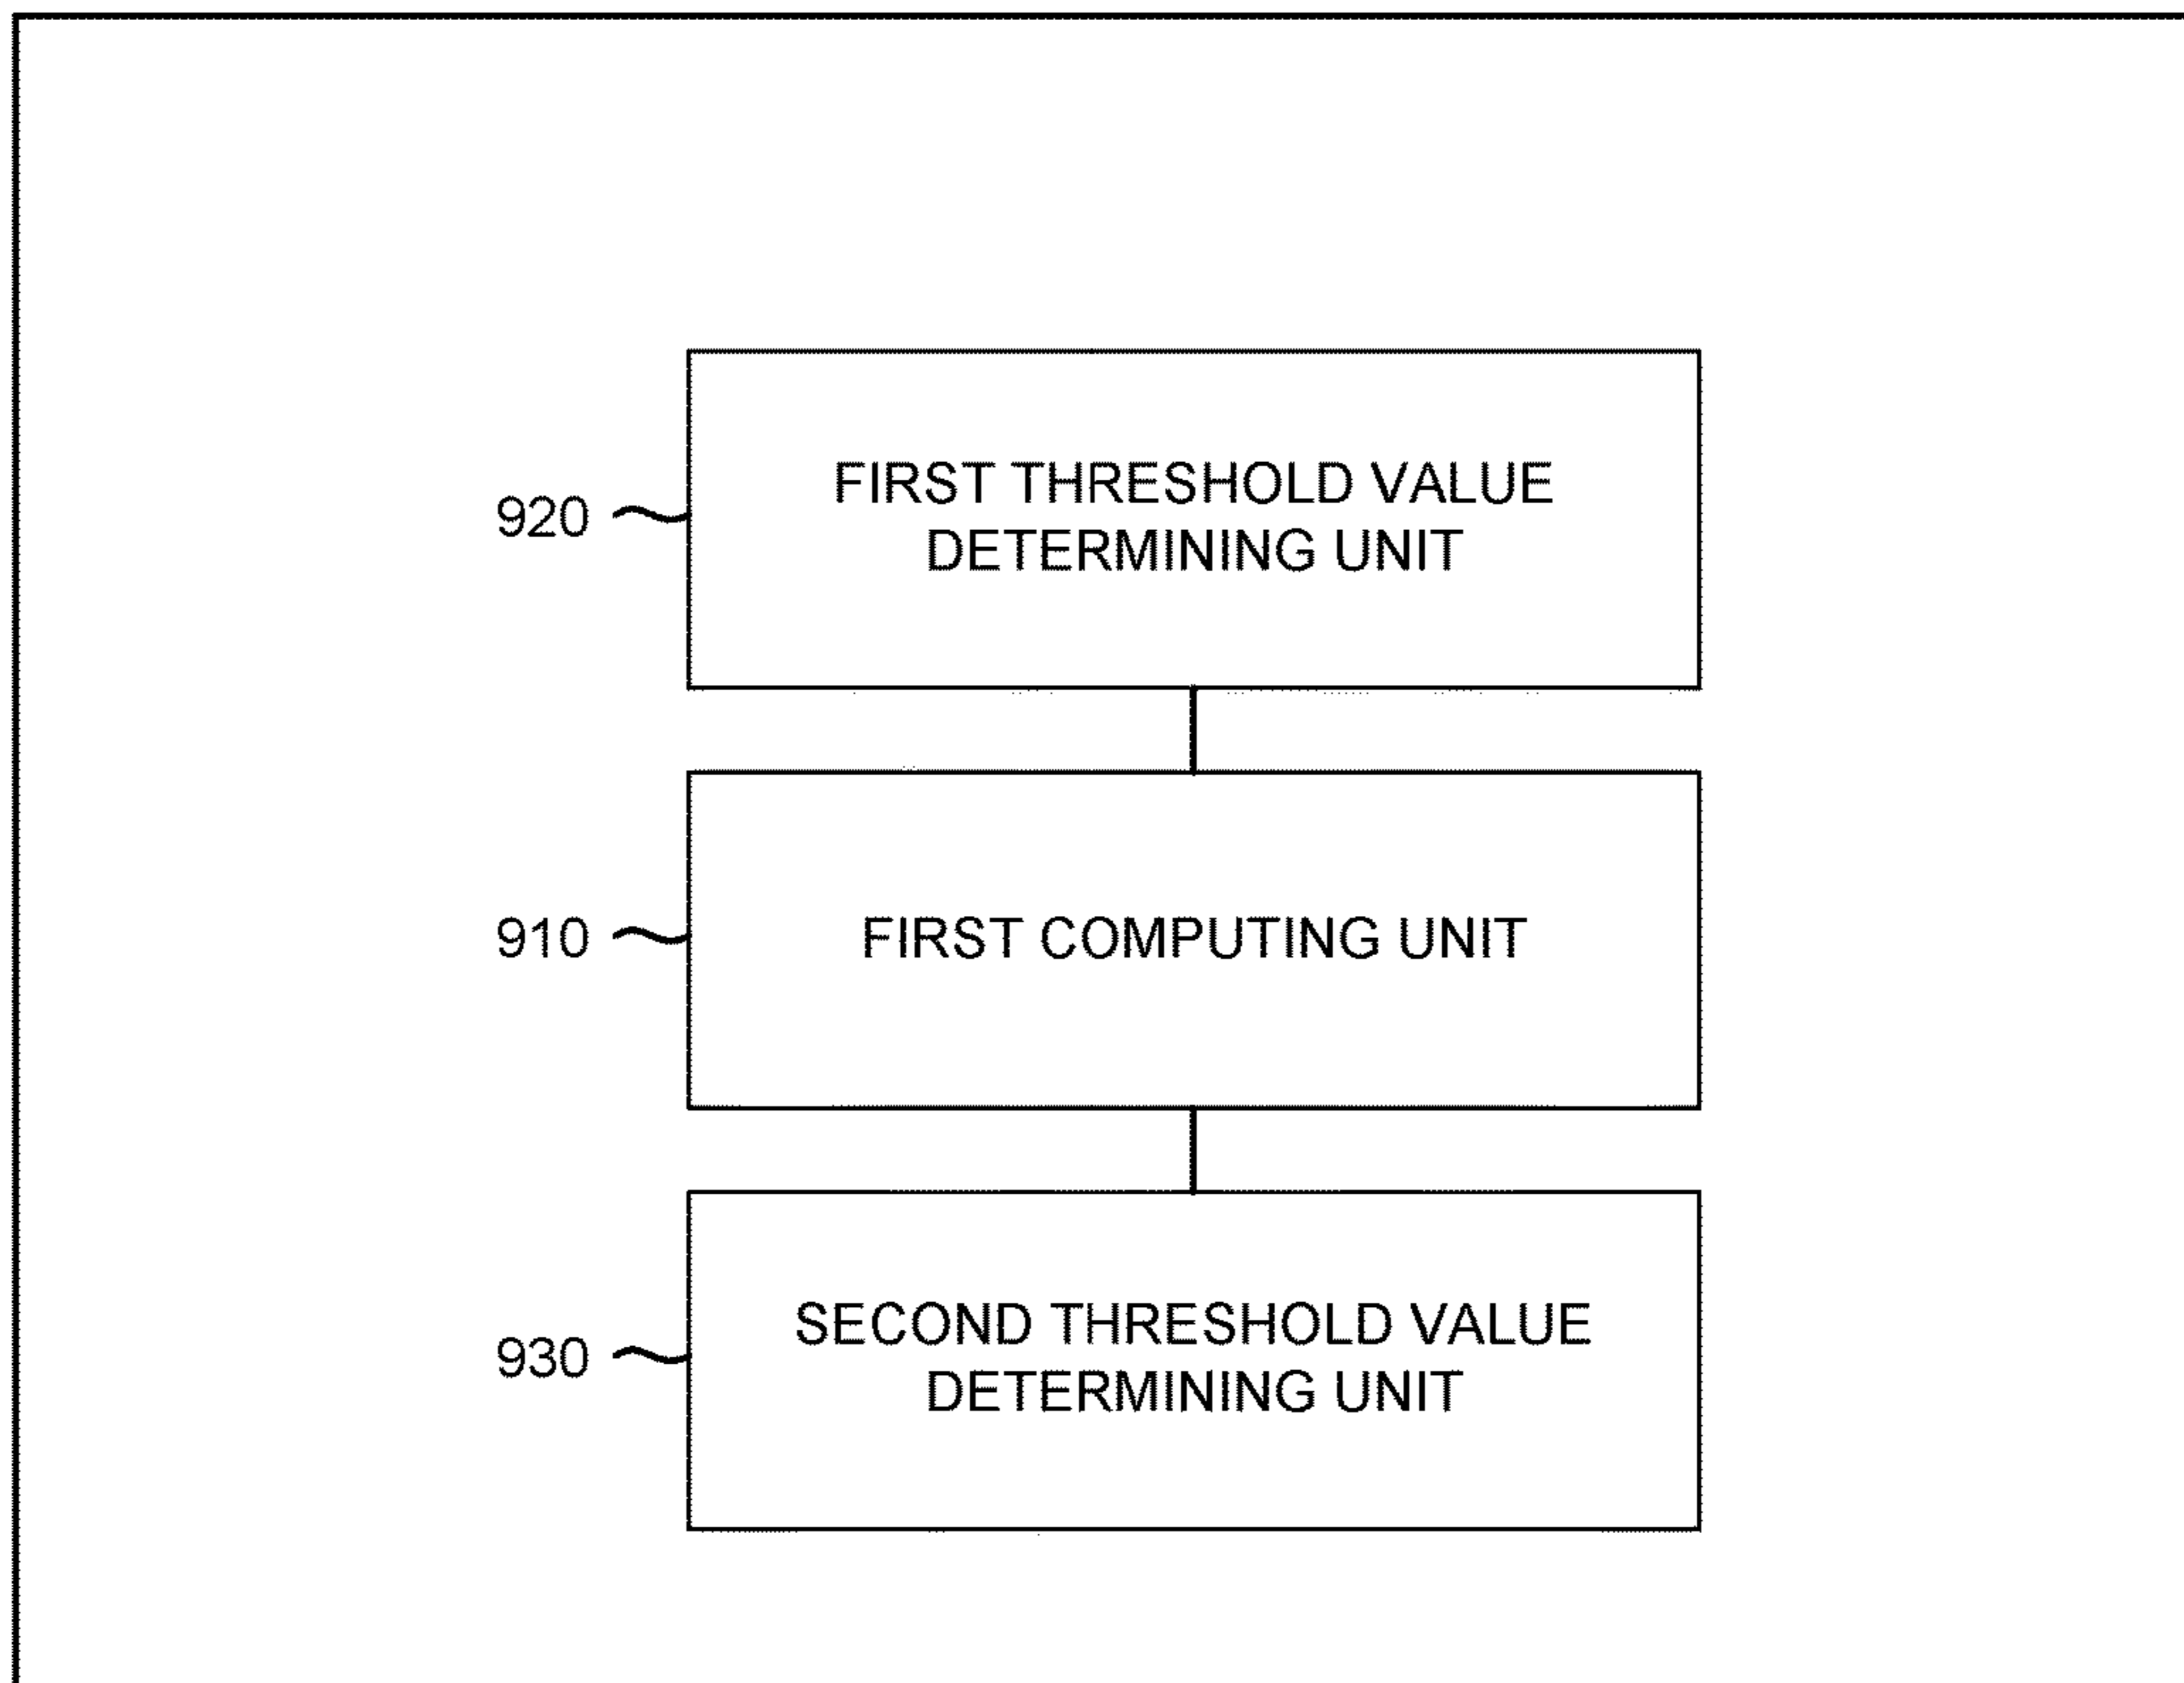 920
FIRST THRESHOLD VALUE
DETERMINING UNIT
910
FIRST COMPUTING UNIT
930
SECOND THRESHOLD VALUE
DETERMINING UNIT